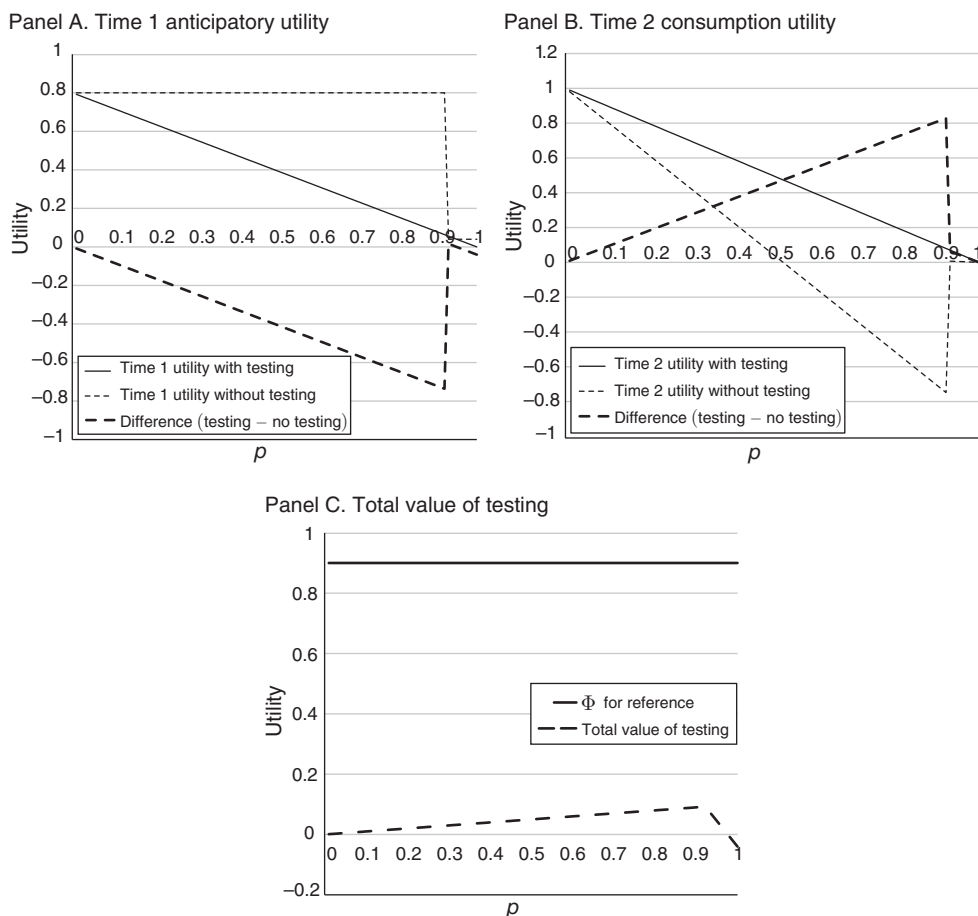 Panel A. Time 1 anticipatory utility
1
0.8
0.6
0.4
0.2
0
−0.2
−0.4
−0.6
−0.8
−1
Utility
0 0.1 0.2 0.3 0.4 0.5 0.6 0.7 0.8 0.9 1
Time 1 utility with testing
Time 1 utility without testing
Difference (testing − no testing)
p
Panel B. Time 2 consumption utility
1.2
1
0.8
0.6
0.4
0.2
0
−0.2
−0.4
−0.6
−0.8
−1
Utility
0 0.1 0.2 0.3 0.4 0.5 0.6 0.7 0.8 0.9 1
Time 2 utility with testing
Time 2 utility without testing
Difference (testing − no testing)
p
Panel C. Total value of testing
1
0.8
0.6
0.4
0.2
0
−0.2
Utility
Φ for reference
Total value of testing
0 0.1 0.2 0.3 0.4 0.5 0.6 0.7 0.8 0.9 1
p